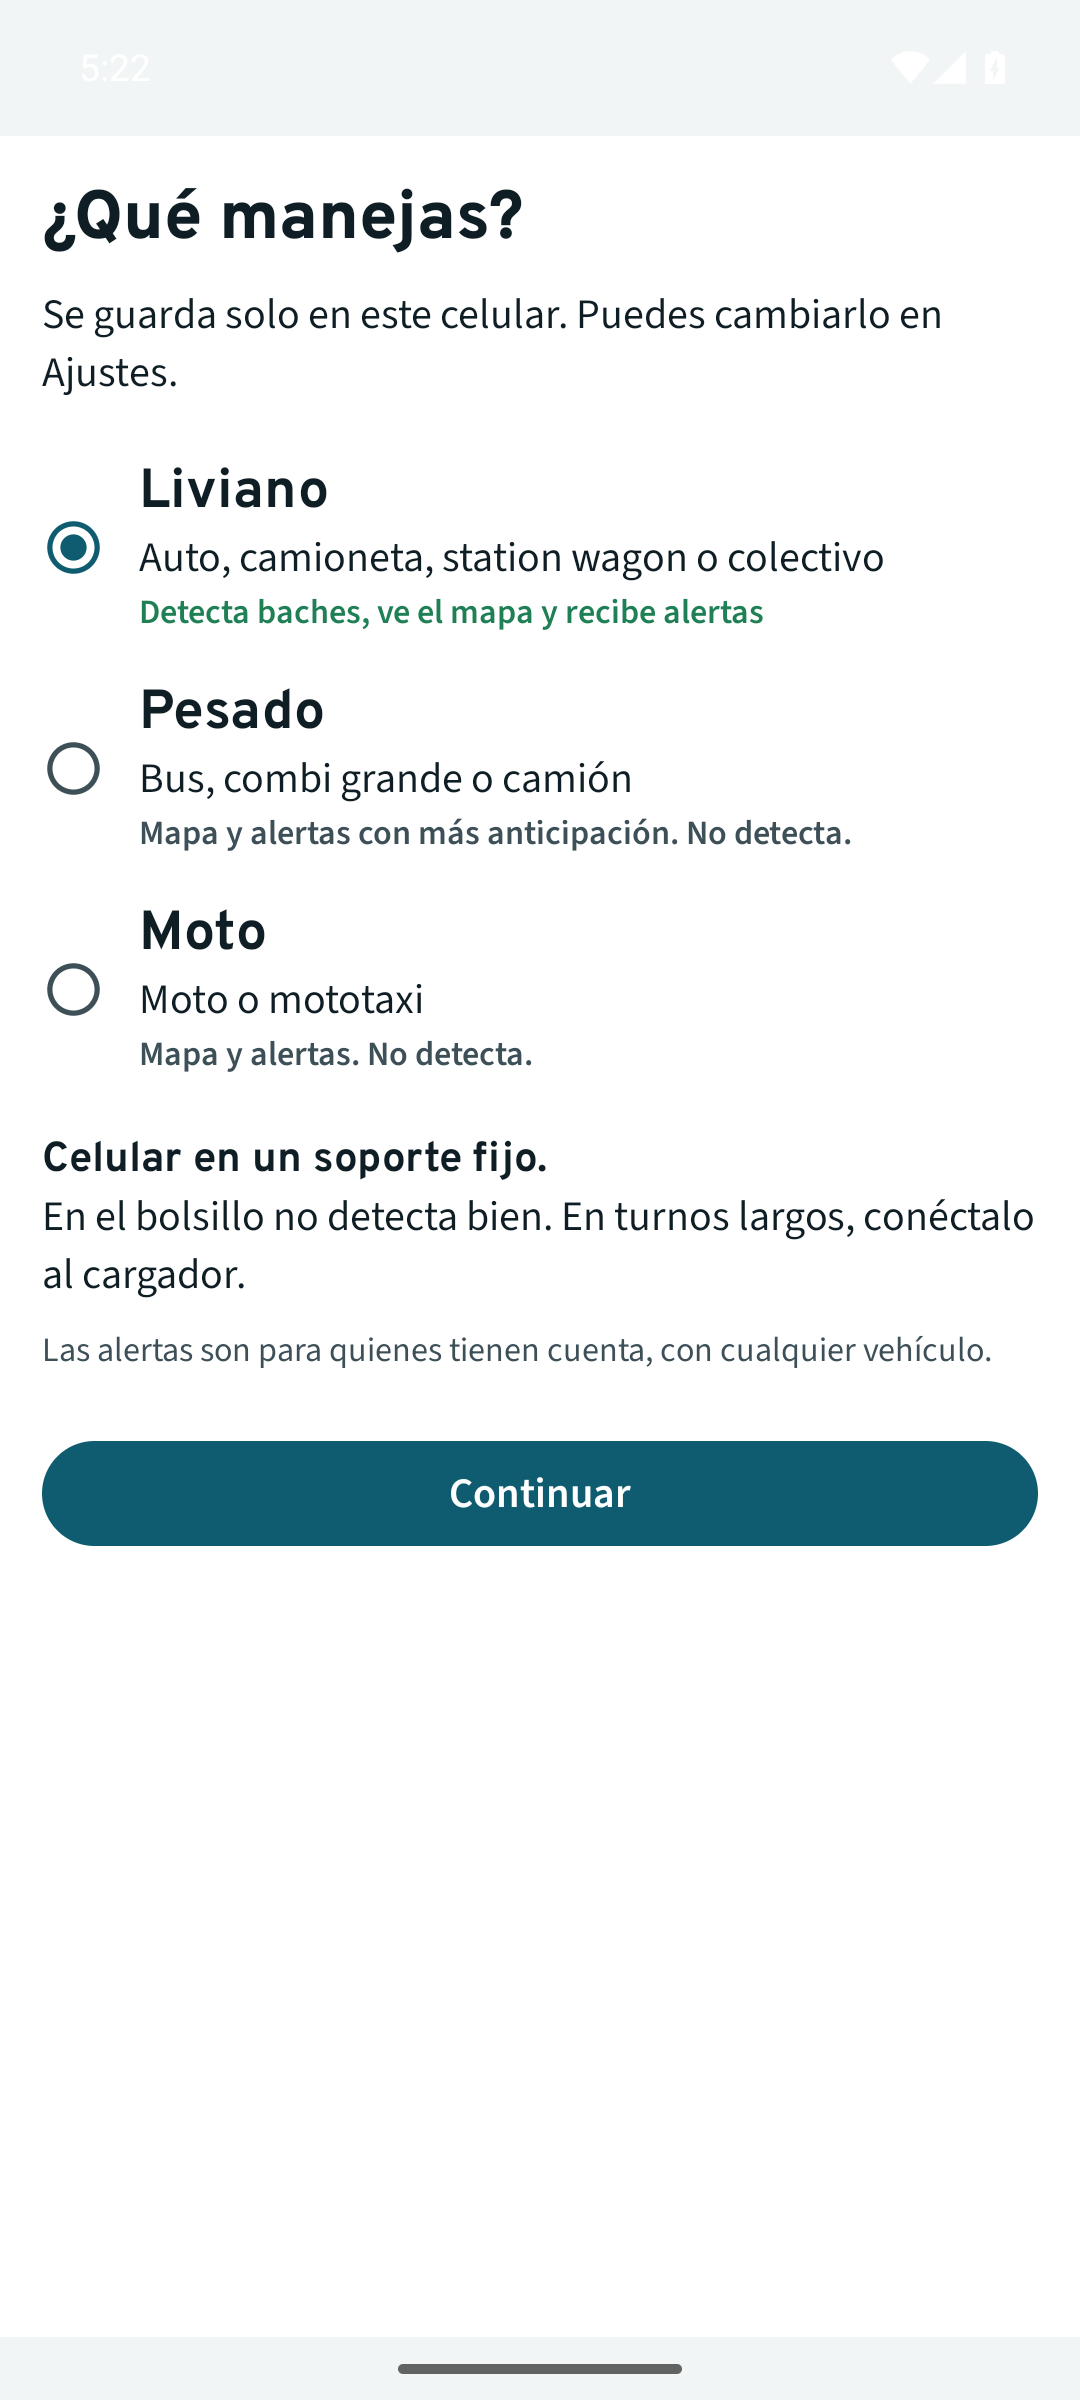 5:22
¿Qué manejas?
Se guarda solo en este celular. Puedes cambiarlo en
Ajustes.
Liviano
Auto, camioneta, station wagon o colectivo
Detecta baches, ve el mapa y recibe alertas
Pesado
Bus, combi grande o camión
Mapa y alertas con más anticipación. No detecta.
Moto
Moto o mototaxi
Mapa y alertas. No detecta.
Celular en un soporte fijo.
En el bolsillo no detecta bien. En turnos largos, conéctalo
al cargador.
Las alertas son para quienes tienen cuenta, con cualquier vehículo.
Continuar